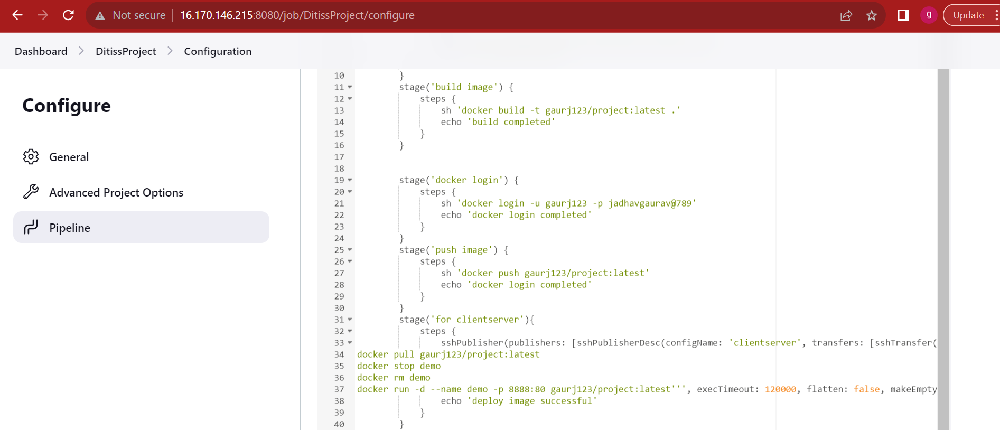 Not secure | 16.170.146.215:8080/job/DitissProject/configure
g
Update
Dashboard > DitissProject > Configuration
Configure
General
Advanced Project Options
Pipeline
10 }
11 stage('build image') {
12 steps {
13 sh 'docker build -t gaurj123/project:latest .'
14 echo 'build completed'
15 }
16 }
17
18
19 stage('docker login') {
20 steps {
21 sh 'docker login -u gaurj123 -p jadhavgaurav@789'
22 echo 'docker login completed'
23 }
24 }
25 stage('push image') {
26 steps {
27 sh 'docker push gaurj123/project:latest'
28 echo 'docker login completed'
29 }
30 }
31 stage('for clientserver'){
32 steps {
33 sshPublisher(publishers: [sshPublisherDesc(configName: 'clientserver', transfers: [sshTransfer(
34 docker pull gaurj123/project:latest
35 docker stop demo
36 docker rm demo
37 docker run -d --name demo -p 8888:80 gaurj123/project:latest''', execTimeout: 120000, flatten: false, makeEmpty
38 echo 'deploy image successful'
39 }
40 }